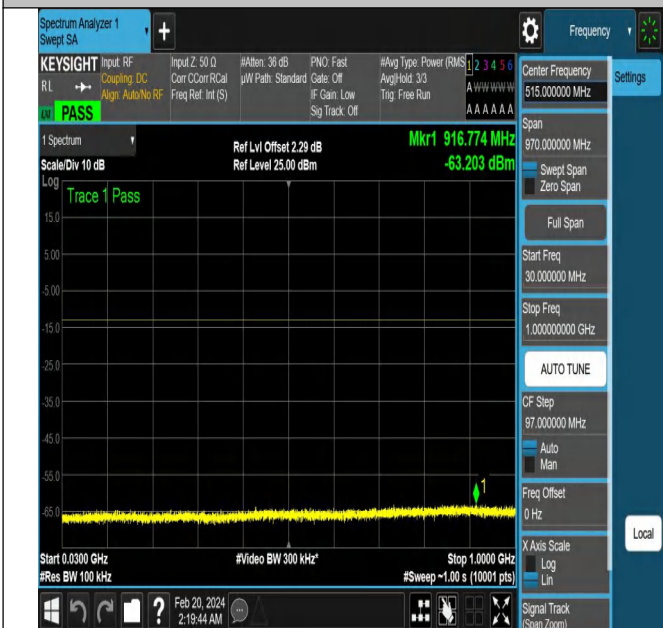 Spectrum Analyzer 1
Swept SA
+
Frequency
KEYSIGHT
Input: RF
Input Z: 50 Ω
#Atten: 36 dB
PNO: Fast
#Avg Type: Power (RMS
1 2 3 4 5 6
RL
Coupling: DC
Corr CCorr RCal
µW Path: Standard
Gate: Off
Avg|Hold: 3/3
A W W W W W
Align: Auto/No RF
Freq Ref: Int (S)
IF Gain: Low
Trig: Free Run
Sig Track: Off
A A A A A A
LNI
PASS
1 Spectrum
Ref Lvl Offset 2.29 dB
Mkr1 916.774 MHz
Scale/Div 10 dB
Ref Level 25.00 dBm
-63.203 dBm
Log
Trace 1 Pass
15.0
5.00
-5.00
-15.0
-25.0
-35.0
-45.0
-55.0
1
-65.0
Start 0.0300 GHz
#Video BW 300 kHz*
Stop 1.0000 GHz
#Res BW 100 kHz
#Sweep ~1.00 s (10001 pts)
?
Feb 20, 2024
2:19:44 AM
Center Frequency
515.000000 MHz
Settings
Span
970.000000 MHz
Swept Span
Zero Span
Full Span
Start Freq
30.000000 MHz
Stop Freq
1.000000000 GHz
AUTO TUNE
CF Step
97.000000 MHz
Auto
Man
Freq Offset
0 Hz
Local
X Axis Scale
Log
Lin
Signal Track
(Span Zoom)